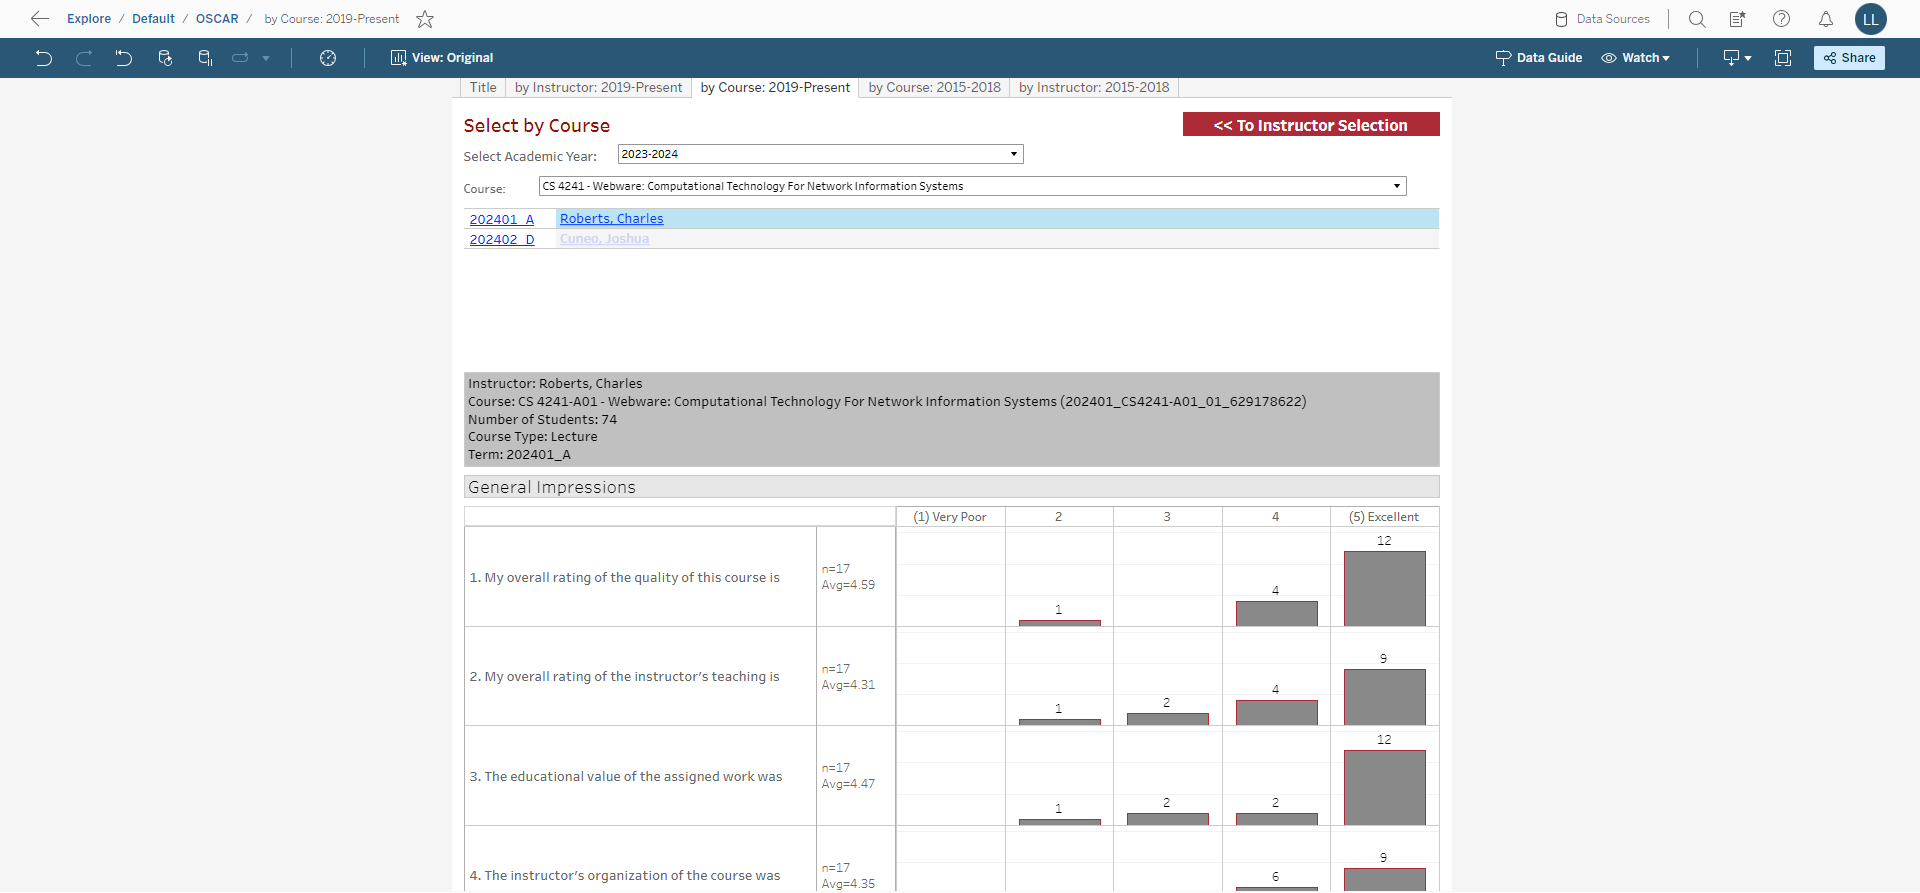 Explore / Default / OSCAR / by Course: 2019-Present
Data Sources
LL
View: Original
Data Guide
Watch
Share
Title
by Instructor: 2019-Present
by Course: 2019-Present
by Course: 2015-2018
by Instructor: 2015-2018
Select by Course
<< To Instructor Selection
Select Academic Year:
2023-2024
Course:
CS 4241 - Webware: Computational Technology For Network Information Systems
202401_A Roberts, Charles
202402_D Cuneo, Joshua
Instructor: Roberts, Charles
Course: CS 4241-A01 - Webware: Computational Technology For Network Information Systems (202401_CS4241-A01_01_629178622)
Number of Students: 74
Course Type: Lecture
Term: 202401_A
General Impressions
(1) Very Poor 2 3 4 (5) Excellent
1. My overall rating of the quality of this course is
n=17
Avg=4.59
1 4 12
2. My overall rating of the instructor's teaching is
n=17
Avg=4.31
1 2 4 9
3. The educational value of the assigned work was
n=17
Avg=4.47
1 2 2 12
4. The instructor's organization of the course was
n=17
Avg=4.35
6 9